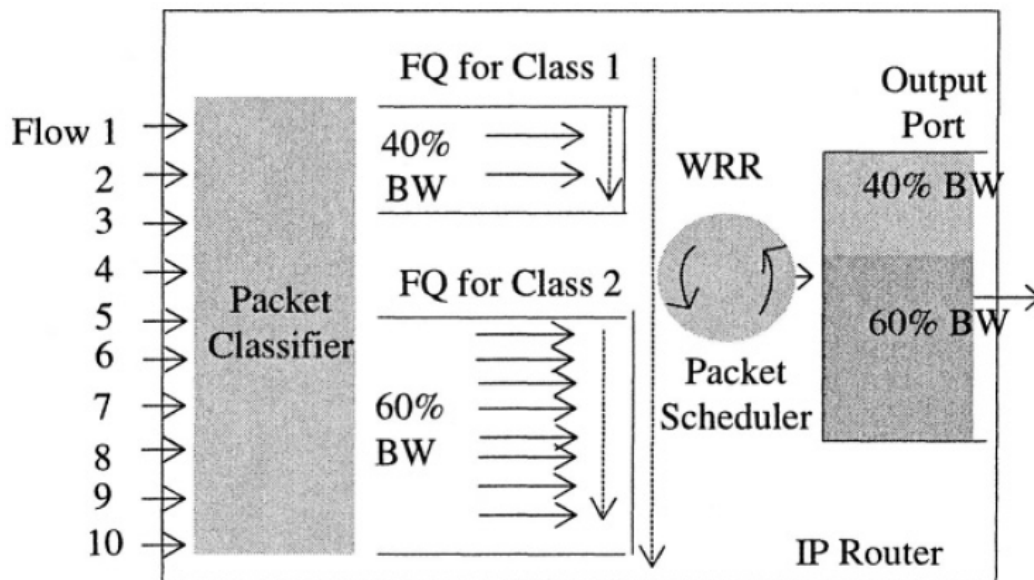 FQ for Class 1
Output
Port
Flow 1
40%
BW
WRR
40% BW
2
3
4
FQ for Class 2
5
Packet
Classifier
60% BW
6
Packet
Scheduler
7
60%
BW
8
9
10
IP Router